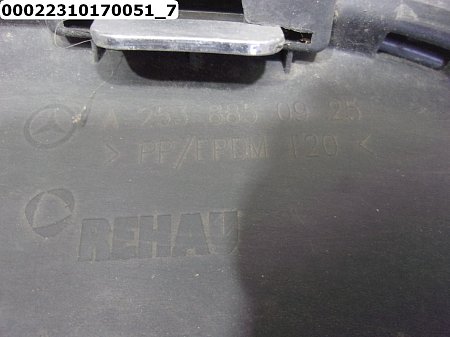 00022310170051_7
A 253 885 09 25
> PP/EPDM T20 <
REHAU